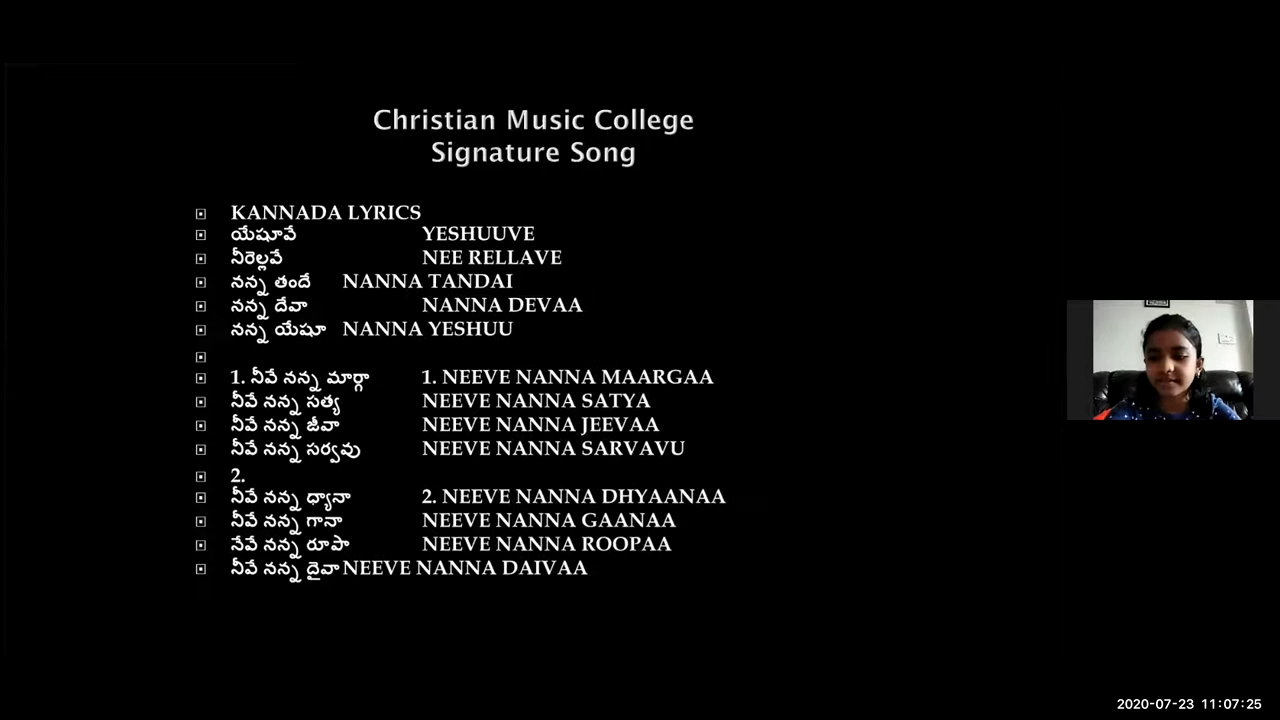 Christian Music College
Signature Song
KANNADA LYRICS
యేషూవే YESHUUVE
నీరెల్లవే NEE RELLAVE
నన్న తందే NANNA TANDAI
నన్న దేవా NANNA DEVAA
నన్న యేషూ NANNA YESHUU
1. నీవే నన్న మార్గా 1. NEEVE NANNA MAARGAA
నీవే నన్న సత్య NEEVE NANNA SATYA
నీవే నన్న జీవా NEEVE NANNA JEEVAA
నీవే నన్న సర్వవు NEEVE NANNA SARVAVU
2.
నీవే నన్న ధ్యానా 2. NEEVE NANNA DHYAANAA
నీవే నన్న గానా NEEVE NANNA GAANAA
నేవే నన్న రూపా NEEVE NANNA ROOPAA
నీవే నన్న దైవా NEEVE NANNA DAIVAA
2020-07-23 11:07:25